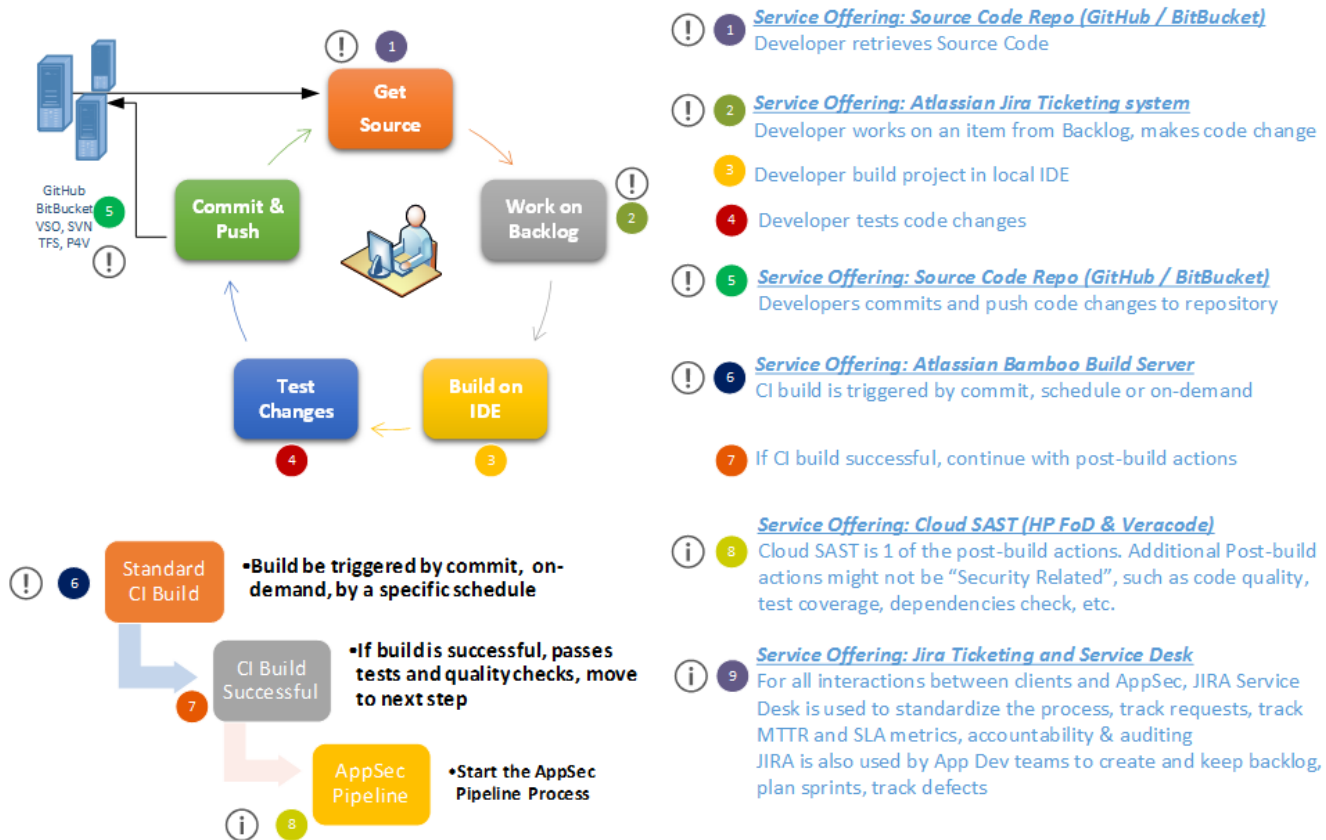 !
1
Get
Source
GitHub
BitBucket
VSO, SVN
TFS, P4V
5
!
Commit &
Push
!
Work on
Backlog
2
Test
Changes
4
Build on
IDE
3
!
6
Standard
CI Build
•Build be triggered by commit, on-
demand, by a specific schedule
CI Build
Successful
7
•If build is successful, passes
tests and quality checks, move
to next step
AppSec
Pipeline
i
8
•Start the AppSec
Pipeline Process
!
1
Service Offering: Source Code Repo (GitHub / BitBucket)
Developer retrieves Source Code
!
2
Service Offering: Atlassian Jira Ticketing system
Developer works on an item from Backlog, makes code change
3
Developer build project in local IDE
4
Developer tests code changes
!
5
Service Offering: Source Code Repo (GitHub / BitBucket)
Developers commits and push code changes to repository
!
6
Service Offering: Atlassian Bamboo Build Server
CI build is triggered by commit, schedule or on-demand
7
If CI build successful, continue with post-build actions
i
8
Service Offering: Cloud SAST (HP FoD & Veracode)
Cloud SAST is 1 of the post-build actions. Additional Post-build
actions might not be “Security Related”, such as code quality,
test coverage, dependencies check, etc.
i
9
Service Offering: Jira Ticketing and Service Desk
For all interactions between clients and AppSec, JIRA Service
Desk is used to standardize the process, track requests, track
MTTR and SLA metrics, accountability & auditing
JIRA is also used by App Dev teams to create and keep backlog,
plan sprints, track defects